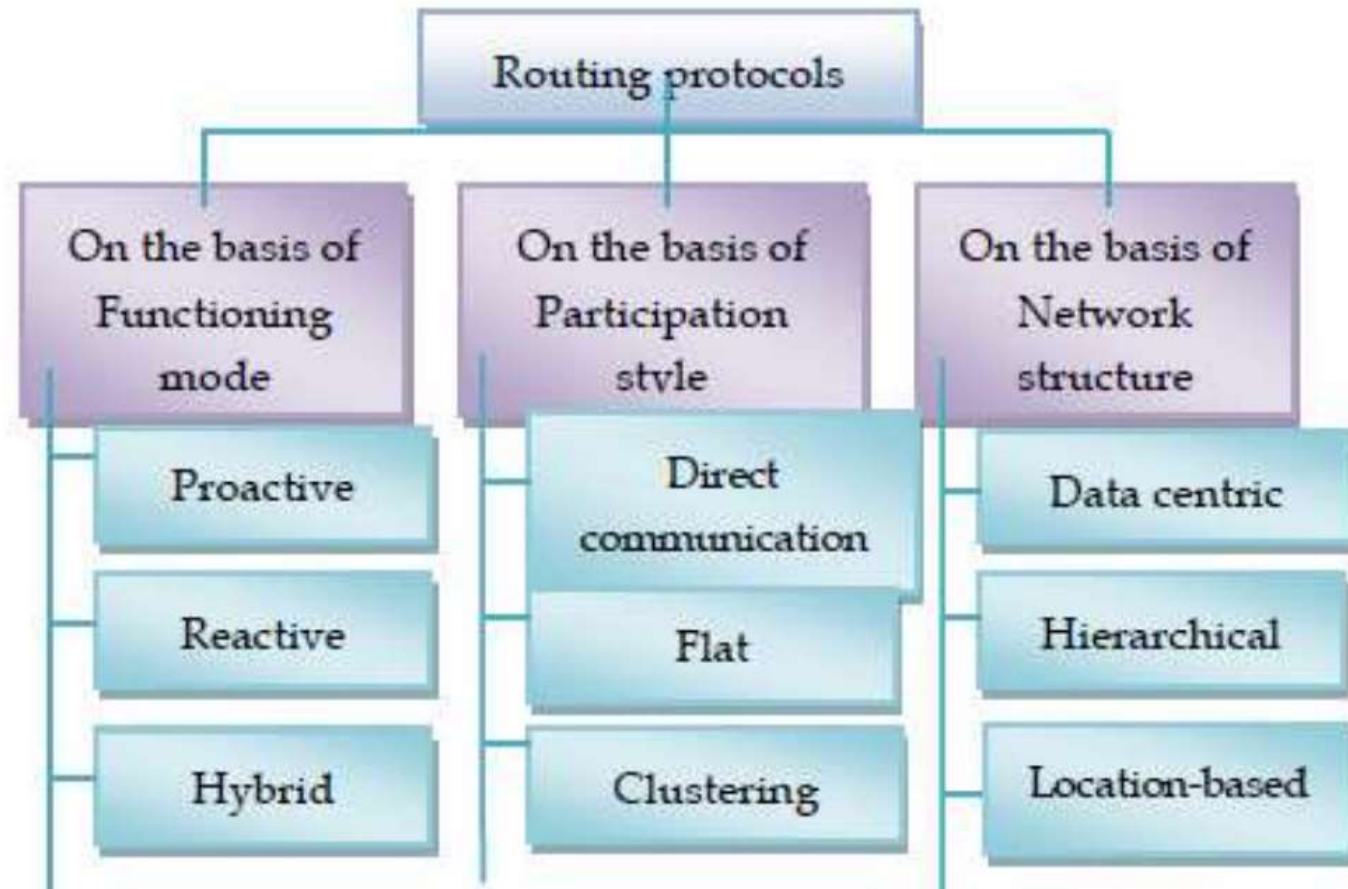 Routing protocols
On the basis of
Functioning
mode
Proactive
Reactive
Hybrid
On the basis of
Participation
style
Direct
communication
Flat
Clustering
On the basis of
Network
structure
Data centric
Hierarchical
Location-based